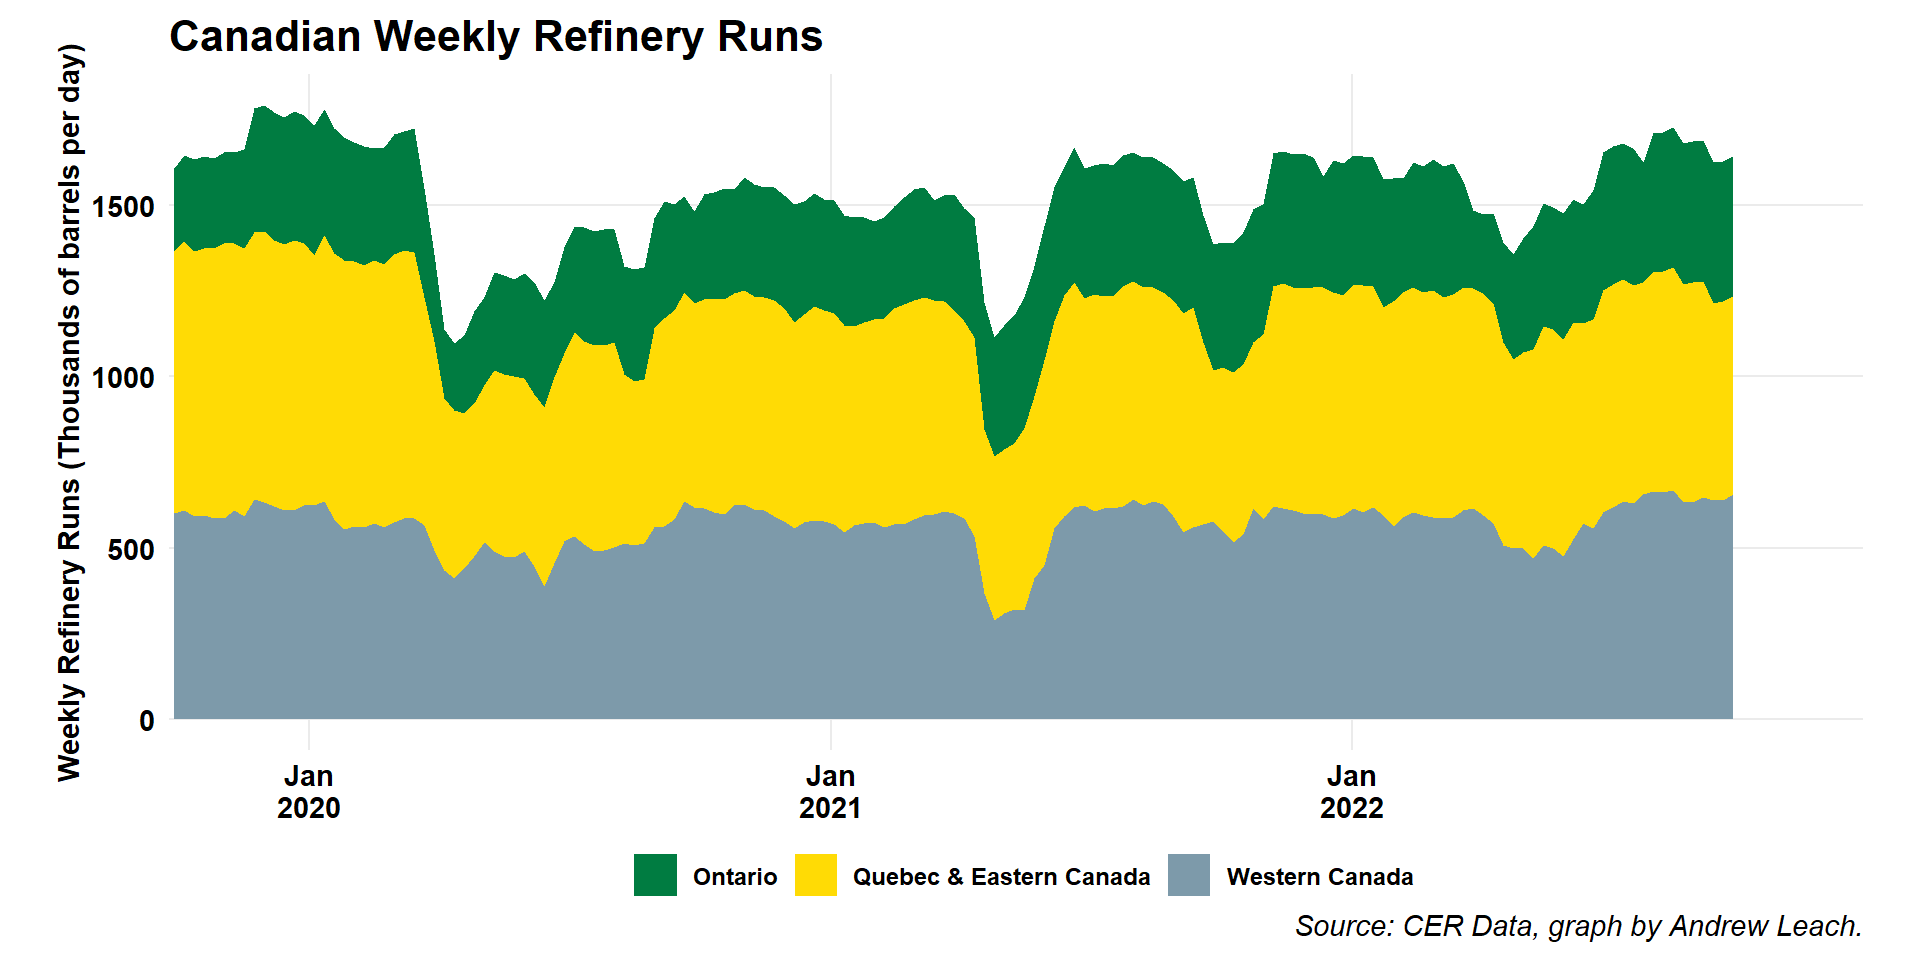 Canadian Weekly Refinery Runs
Weekly Refinery Runs (Thousands of barrels per day)
1500
1000
500
0
Jan
2020
Jan
2021
Jan
2022
Ontario
Quebec & Eastern Canada
Western Canada
Source: CER Data, graph by Andrew Leach.